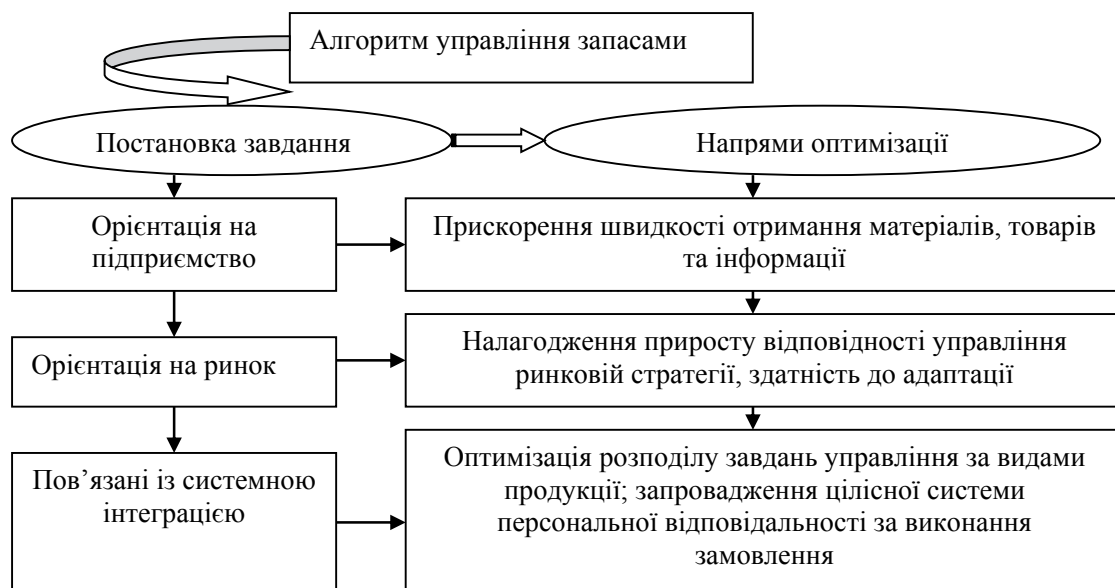 Алгоритм управління запасами
Постановка завдання
Напрями оптимізації
Орієнтація на
підприємство
Прискорення швидкості отримання матеріалів, товарів
та інформації
Орієнтація на ринок
Налагодження приросту відповідності управління
ринковій стратегії, здатність до адаптації
Пов’язані із системною
інтеграцією
Оптимізація розподілу завдань управління за видами
продукції; запровадження цілісної системи
персональної відповідальності за виконання
замовлення